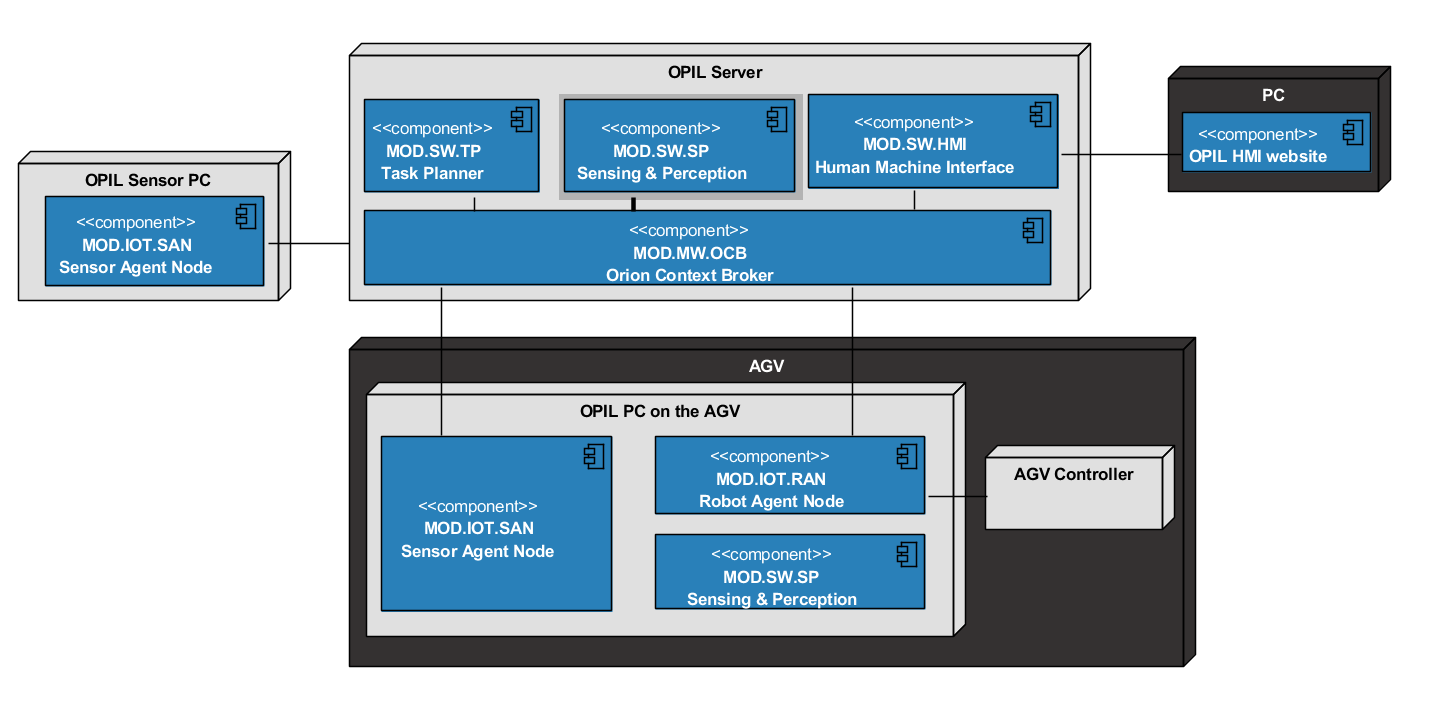 OPIL Server
<<component>>
MOD.SW.TP
Task Planner
<<component>>
MOD.SW.SP
Sensing & Perception
<<component>>
MOD.SW.HMI
Human Machine Interface
PC
<<component>>
OPIL HMI website
OPIL Sensor PC
<<component>>
MOD.IOT.SAN
Sensor Agent Node
<<component>>
MOD.MW.OCB
Orion Context Broker
AGV
OPIL PC on the AGV
<<component>>
MOD.IOT.SAN
Sensor Agent Node
<<component>>
MOD.IOT.RAN
Robot Agent Node
<<component>>
MOD.SW.SP
Sensing & Perception
AGV Controller